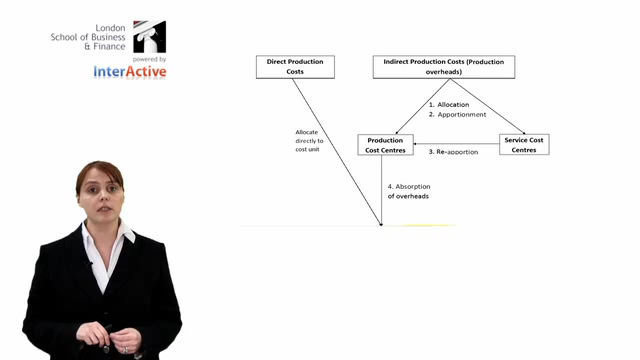 London
School of Business
& Finance
powered by
InterActive
Direct Production
Costs
Indirect Production Costs (Production
overheads)
1. Allocation
2. Apportionment
Allocate
directly to
cost unit
Production
Cost Centres
Service Cost
Centres
3. Re-apportion
4. Absorption
of overheads